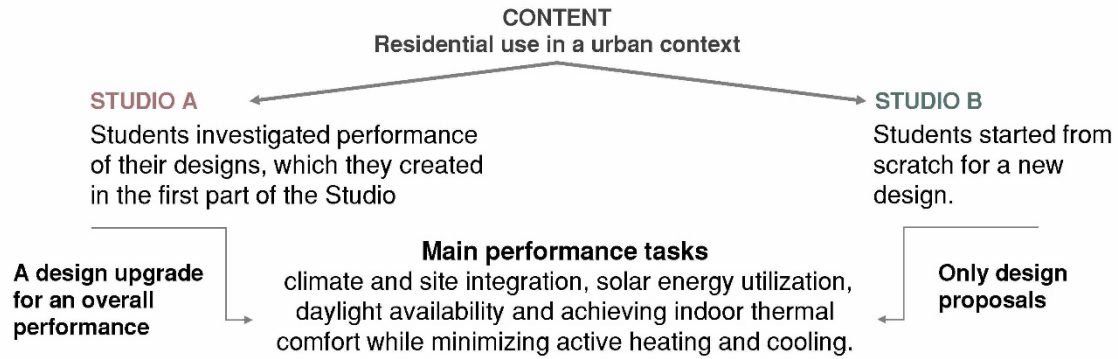 CONTENT
Residential use in a urban context
STUDIO A
Students investigated performance
of their designs, which they created
in the first part of the Studio
STUDIO B
Students started from
scratch for a new
design.
A design upgrade
for an overall
performance
Main performance tasks
climate and site integration, solar energy utilization,
daylight availability and achieving indoor thermal
comfort while minimizing active heating and cooling.
Only design
proposals